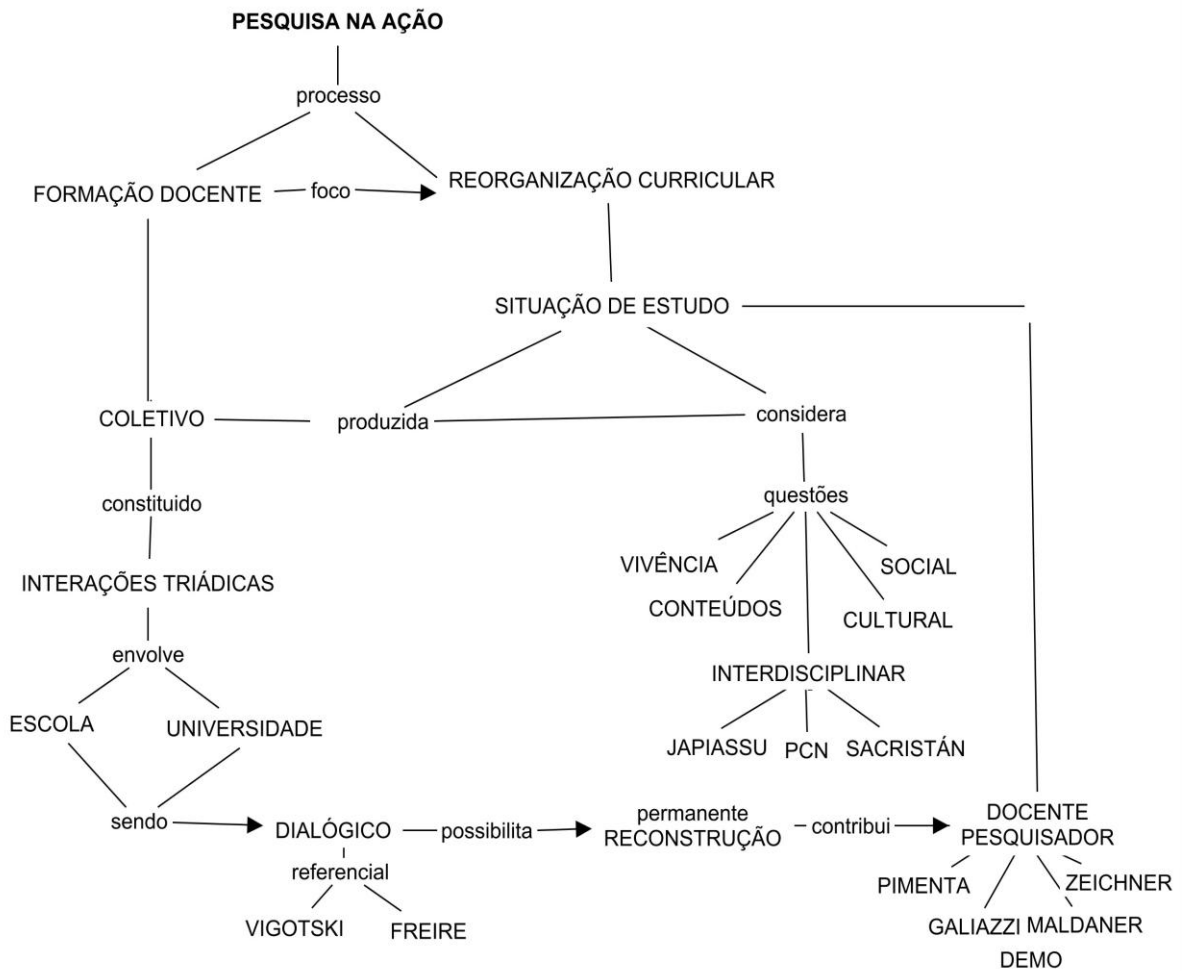 PESQUISA NA AÇÃO
processo
FORMAÇÃO DOCENTE
foco
REORGANIZAÇÃO CURRICULAR
SITUAÇÃO DE ESTUDO
COLETIVO
produzida
considera
constituido
questões
VIVÊNCIA
SOCIAL
CONTEÚDOS
CULTURAL
INTERAÇÕES TRIÁDICAS
envolve
INTERDISCIPLINAR
ESCOLA
UNIVERSIDADE
JAPIASSU
PCN
SACRISTÁN
sendo
DIALÓGICO
possibilita
permanente
RECONSTRUÇÃO
contribui
DOCENTE
PESQUISADOR
referencial
VIGOTSKI
FREIRE
PIMENTA
ZEICHNER
GALIAZZI
MALDANER
DEMO